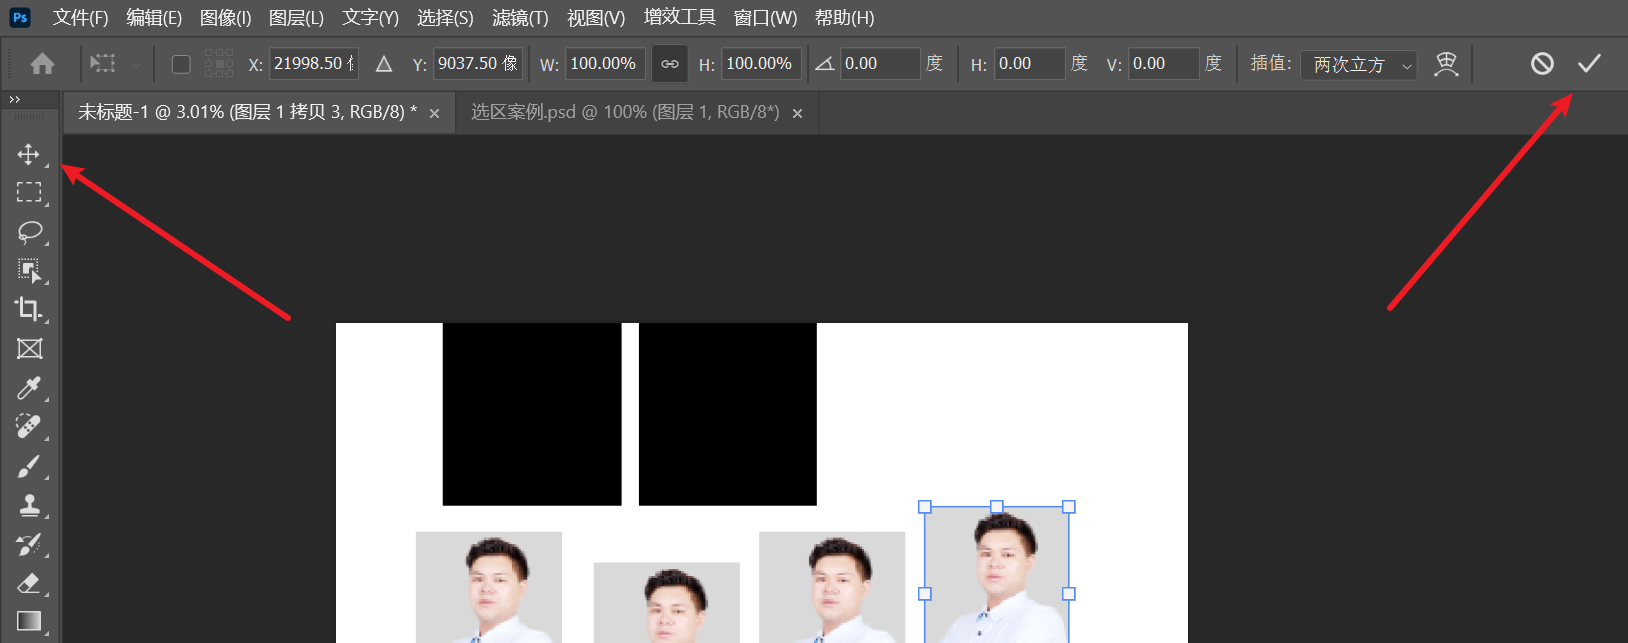 Ps 文件(F) 编辑(E) 图像(I) 图层(L) 文字(Y) 选择(S) 滤镜(T) 视图(V) 增效工具 窗口(W) 帮助(H)
X: 21998.50 Y: 9037.50 像 W: 100.00% H: 100.00% 0.00 度 H: 0.00 度 V: 0.00 度 插值: 两次立方
未标题-1 @ 3.01% (图层 1 拷贝 3, RGB/8) * × 选区案例.psd @ 100% (图层 1, RGB/8*) ×